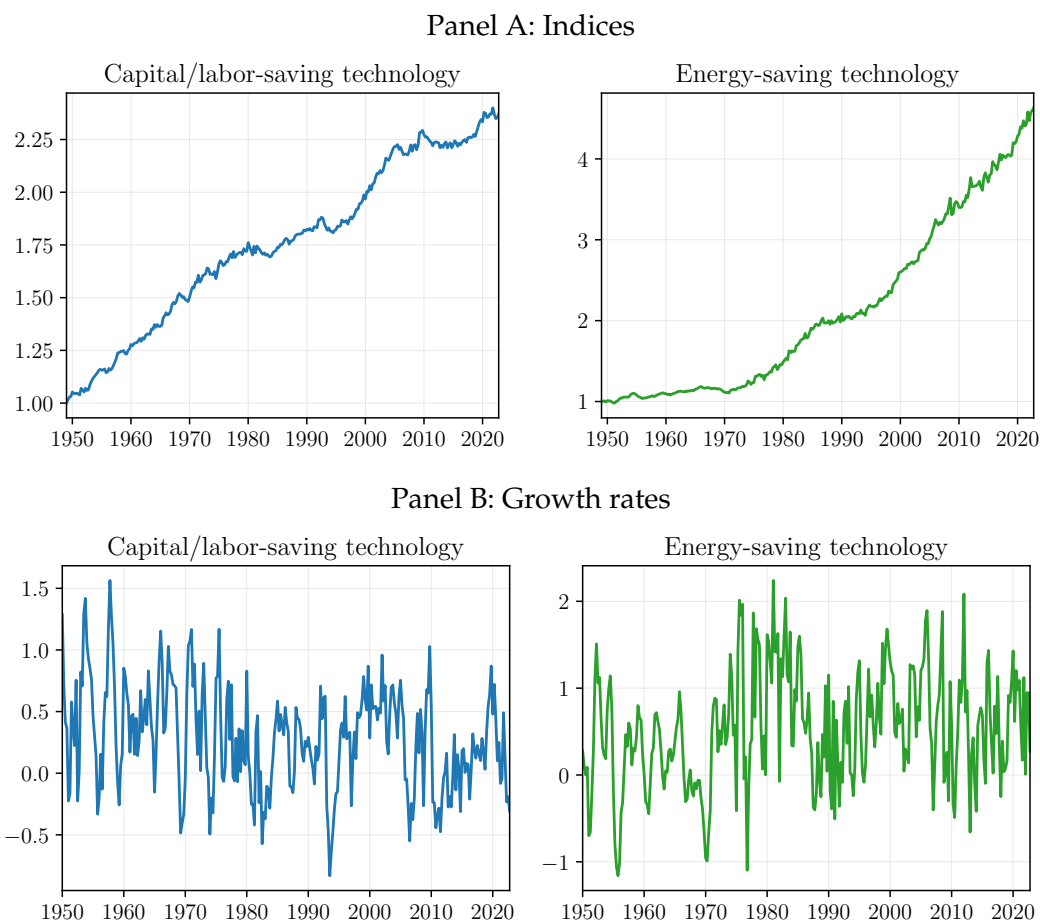 Panel A: Indices
Capital/labor-saving technology
2.25
2.00
1.75
1.50
1.25
1.00
1950 1960 1970 1980 1990 2000 2010 2020
Energy-saving technology
4
3
2
1
1950 1960 1970 1980 1990 2000 2010 2020
Panel B: Growth rates
Capital/labor-saving technology
1.5
1.0
0.5
0.0
−0.5
1950 1960 1970 1980 1990 2000 2010 2020
Energy-saving technology
2
1
0
−1
1950 1960 1970 1980 1990 2000 2010 2020